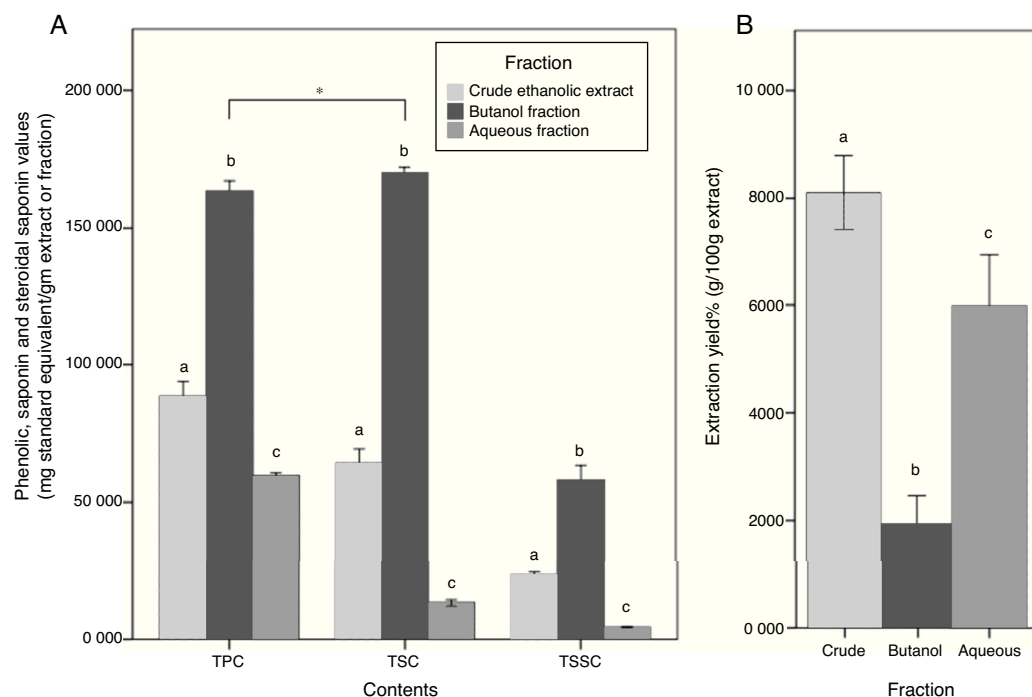 A
Phenolic, saponin and steroidal saponin values
(mg standard equivalent/gm extract or fraction)
200 000
150 000
100 000
50 000
0 000
Fraction
Crude ethanolic extract
Butanol fraction
Aqueous fraction
*
a
b
c
a
b
c
a
b
c
TPC
TSC
TSSC
Contents
B
Extraction yield% (g/100g extract)
10 000
8000
6000
4000
2000
0 000
a
b
c
Crude
Butanol
Aqueous
Fraction